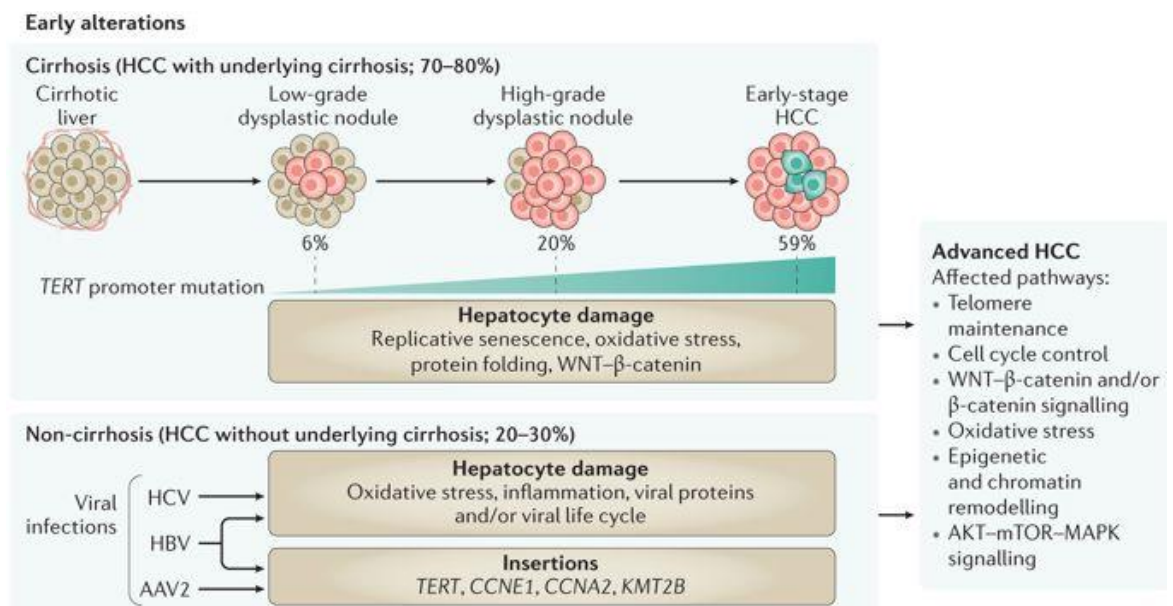 Early alterations
Cirrhosis (HCC with underlying cirrhosis; 70–80%)
Cirrhotic
liver
Low-grade
dysplastic nodule
High-grade
dysplastic nodule
Early-stage
HCC
6%
20%
59%
TERT promoter mutation
Hepatocyte damage
Replicative senescence, oxidative stress,
protein folding, WNT–β-catenin
Non-cirrhosis (HCC without underlying cirrhosis; 20–30%)
Viral
infections
HCV
HBV
AAV2
Hepatocyte damage
Oxidative stress, inflammation, viral proteins
and/or viral life cycle
Insertions
TERT, CCNE1, CCNA2, KMT2B
Advanced HCC
Affected pathways:
• Telomere
maintenance
• Cell cycle control
• WNT–β-catenin and/or
β-catenin signalling
• Oxidative stress
• Epigenetic
and chromatin
remodelling
• AKT–mTOR–MAPK
signalling